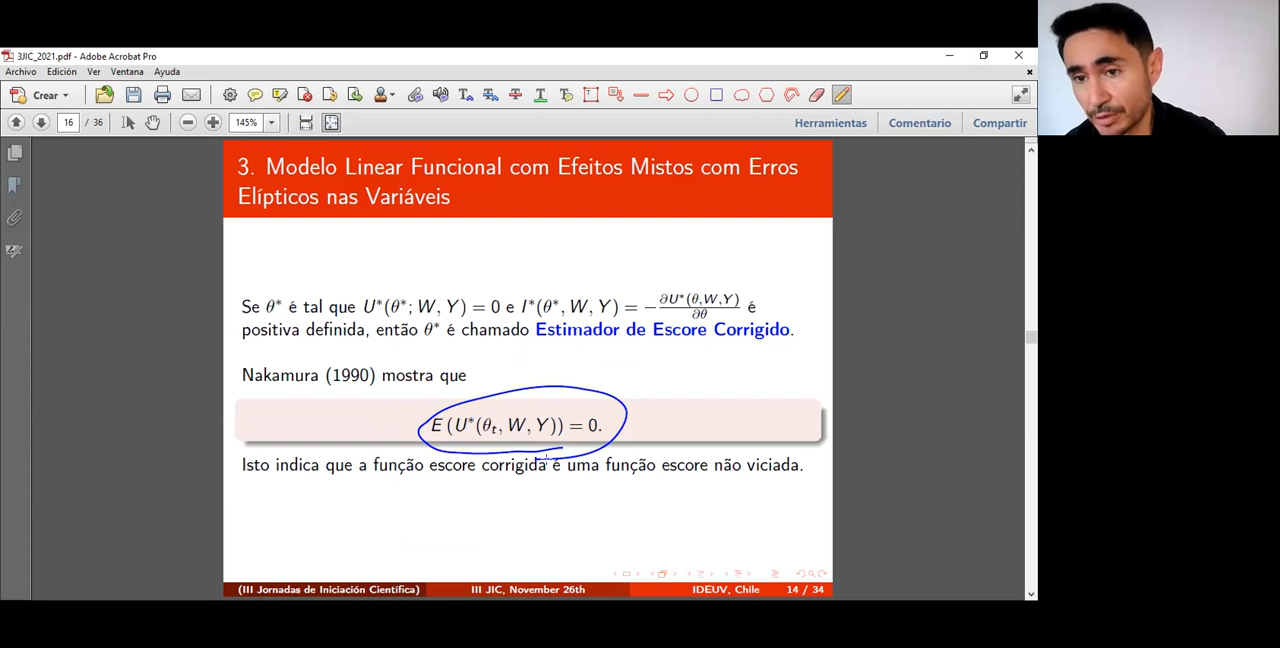 3JIC_2021.pdf - Adobe Acrobat Pro
Archivo Edición Ver Ventana Ayuda
Crear
16 / 36 145% Herramientas Comentario Compartir
3. Modelo Linear Funcional com Efeitos Mistos com Erros
Elípticos nas Variáveis
Se θ* é tal que U*(θ*; W, Y) = 0 e I*(θ*, W, Y) = −∂U*(θ,W,Y)/∂θ é
positiva definida, então θ* é chamado Estimador de Escore Corrigido.
Nakamura (1990) mostra que
E (U*(θt, W, Y)) = 0.
Isto indica que a função escore corrigida é uma função escore não viciada.
(III Jornadas de Iniciación Científica) III JIC, November 26th IDEUV, Chile 14 / 34